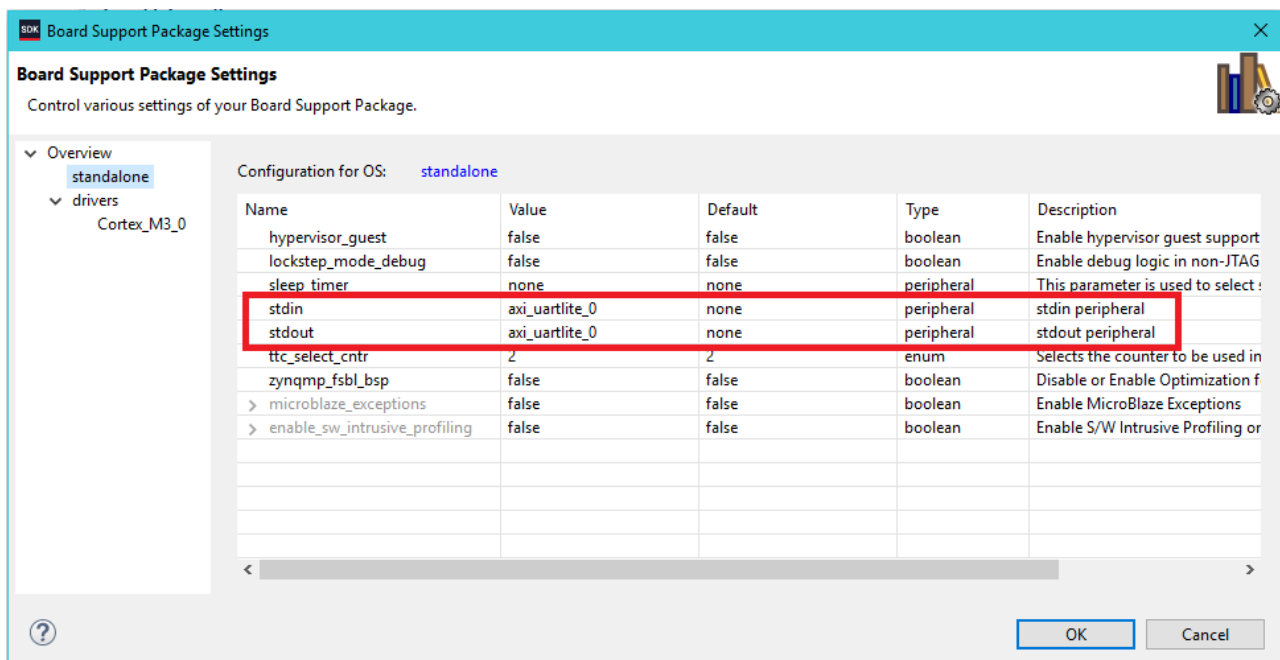 SDK Board Support Package Settings
Board Support Package Settings
Control various settings of your Board Support Package.
Overview
standalone
drivers
Cortex_M3_0
Configuration for OS: standalone
Name Value Default Type Description
hypervisor_guest false false boolean Enable hypervisor guest support
lockstep_mode_debug false false boolean Enable debug logic in non-JTAG
sleep_timer none none peripheral This parameter is used to select
stdin axi_uartlite_0 none peripheral stdin peripheral
stdout axi_uartlite_0 none peripheral stdout peripheral
ttc_select_cntr 2 2 enum Selects the counter to be used in
zynqmp_fsbl_bsp false false boolean Disable or Enable Optimization
microblaze_exceptions false false boolean Enable MicroBlaze Exceptions
enable_sw_intrusive_profiling false false boolean Enable S/W Intrusive Profiling or
OK Cancel